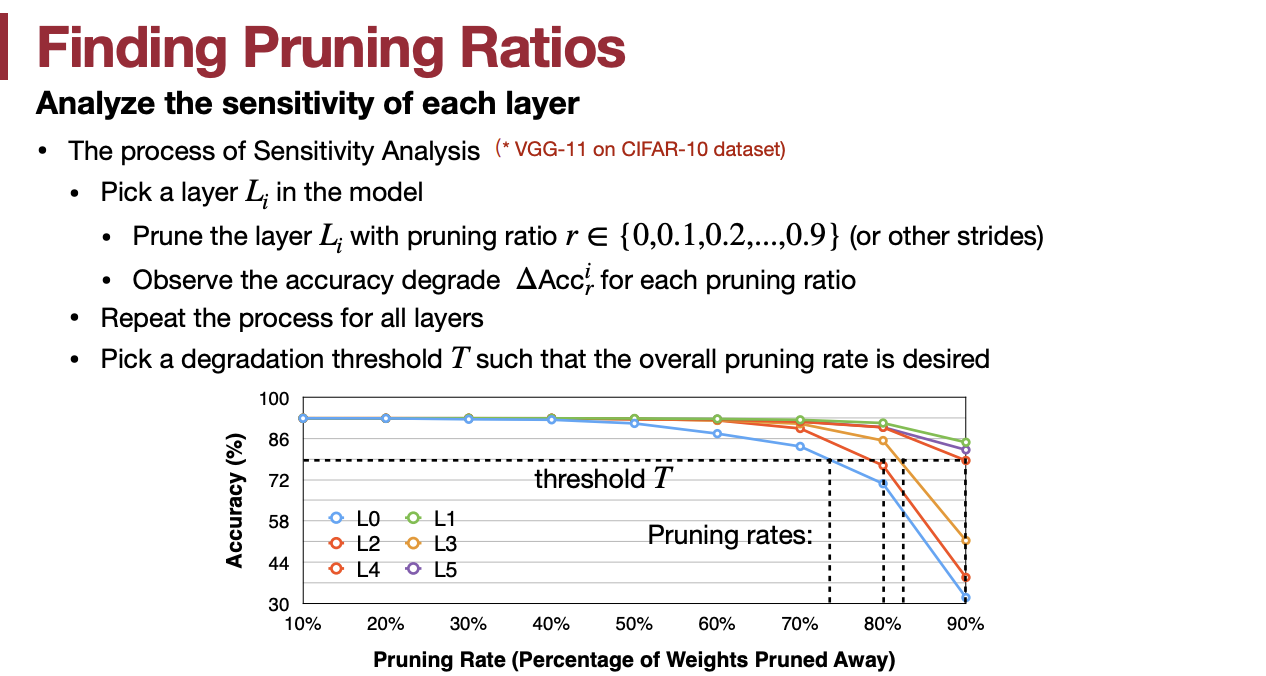 Finding Pruning Ratios
Analyze the sensitivity of each layer
• The process of Sensitivity Analysis (* VGG-11 on CIFAR-10 dataset)
• Pick a layer L_i in the model
• Prune the layer L_i with pruning ratio r ∈ {0,0.1,0.2,...,0.9} (or other strides)
• Observe the accuracy degrade ΔAcc_r^i for each pruning ratio
• Repeat the process for all layers
• Pick a degradation threshold T such that the overall pruning rate is desired
100
86
72
58
44
30
Accuracy (%)
threshold T
Pruning rates:
L0 L1
L2 L3
L4 L5
10% 20% 30% 40% 50% 60% 70% 80% 90%
Pruning Rate (Percentage of Weights Pruned Away)